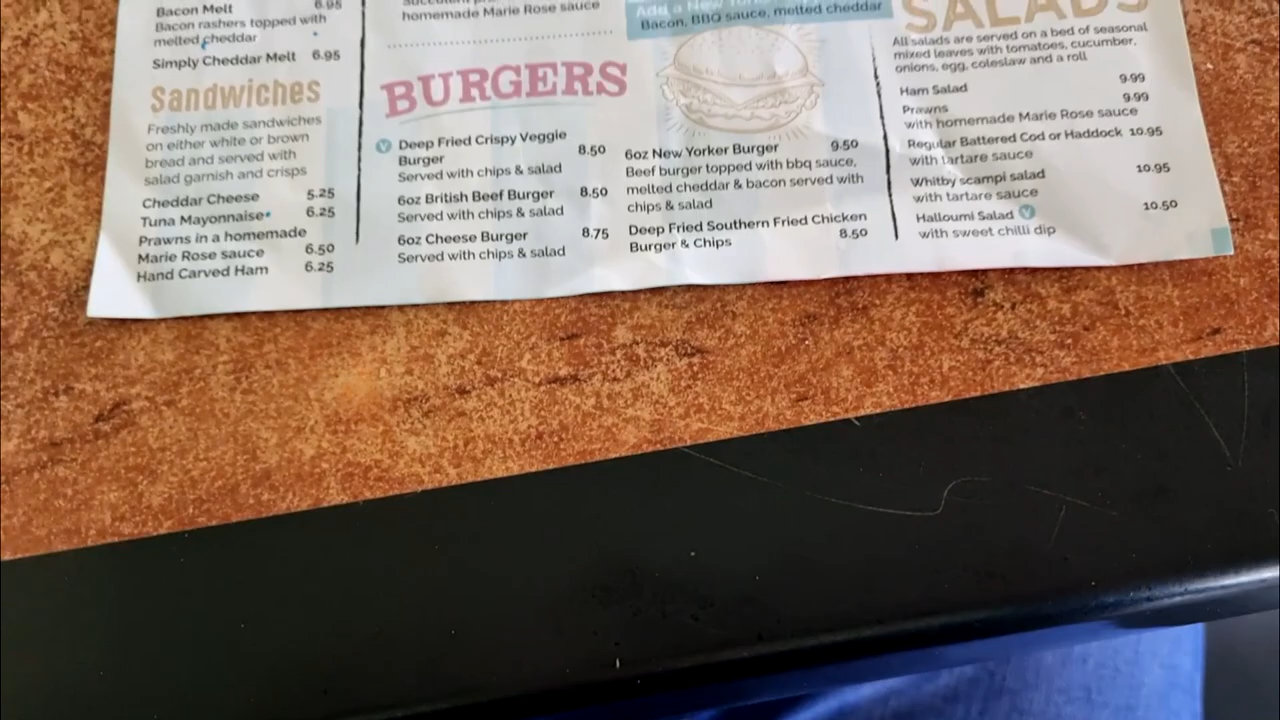 Bacon Melt 6.95
Bacon rashers topped with
melted cheddar
Simply Cheddar Melt 6.95
Sandwiches
Freshly made sandwiches
on either white or brown
bread and served with
salad garnish and crisps
Cheddar Cheese 5.25
Tuna Mayonnaise 6.25
Prawns in a homemade
Marie Rose sauce 6.50
Hand Carved Ham 6.25
homemade Marie Rose sauce
BURGERS
V Deep Fried Crispy Veggie
Burger 8.50
Served with chips & salad
6oz British Beef Burger 8.50
Served with chips & salad
6oz Cheese Burger 8.75
Served with chips & salad
Add a New
Bacon, BBQ sauce, melted cheddar
6oz New Yorker Burger 9.50
Beef burger topped with bbq sauce,
melted cheddar & bacon served with
chips & salad
Deep Fried Southern Fried Chicken
Burger & Chips 8.50
SALADS
All salads are served on a bed of seasonal
mixed leaves with tomatoes, cucumber,
onions, egg, coleslaw and a roll
Ham Salad 9.99
Prawns 9.99
with homemade Marie Rose sauce
Regular Battered Cod or Haddock 10.95
with tartare sauce
Whitby scampi salad 10.95
with tartare sauce
Halloumi Salad V 10.50
with sweet chilli dip